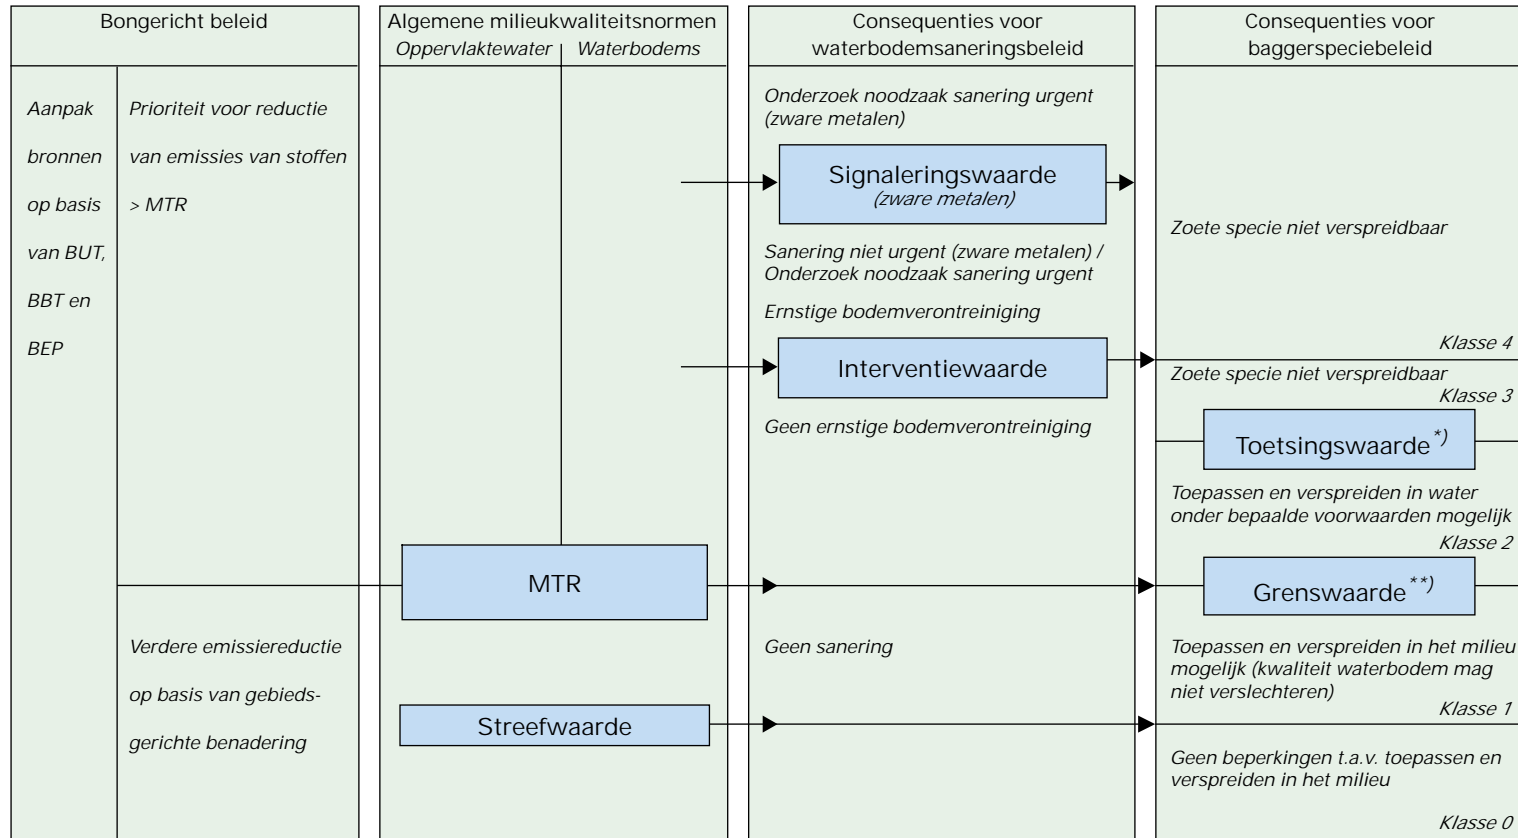 Bongericht beleid
Aanpak
bronnen
op basis
van BUT,
BBT en
BEP
Prioriteit voor reductie
van emissies van stoffen
> MTR
Verdere emissiereductie
op basis van gebieds-
gerichte benadering
Algemene milieukwaliteitsnormen
Oppervlaktewater
Waterbodems
MTR
Streefwaarde
Consequenties voor
waterbodemsaneringsbeleid
Onderzoek noodzaak sanering urgent
(zware metalen)
Signaleringswaarde
(zware metalen)
Sanering niet urgent (zware metalen) /
Onderzoek noodzaak sanering urgent
Ernstige bodemverontreiniging
Interventiewaarde
Geen ernstige bodemverontreiniging
Geen sanering
Consequenties voor
baggerspeciebeleid
Zoete specie niet verspreidbaar
Klasse 4
Zoete specie niet verspreidbaar
Klasse 3
Toetsingswaarde *)
Toepassen en verspreiden in water
onder bepaalde voorwaarden mogelijk
Klasse 2
Grenswaarde **)
Toepassen en verspreiden in het milieu
mogelijk (kwaliteit waterbodem mag
niet verslechteren)
Klasse 1
Geen beperkingen t.a.v. toepassen en
verspreiden in het milieu
Klasse 0